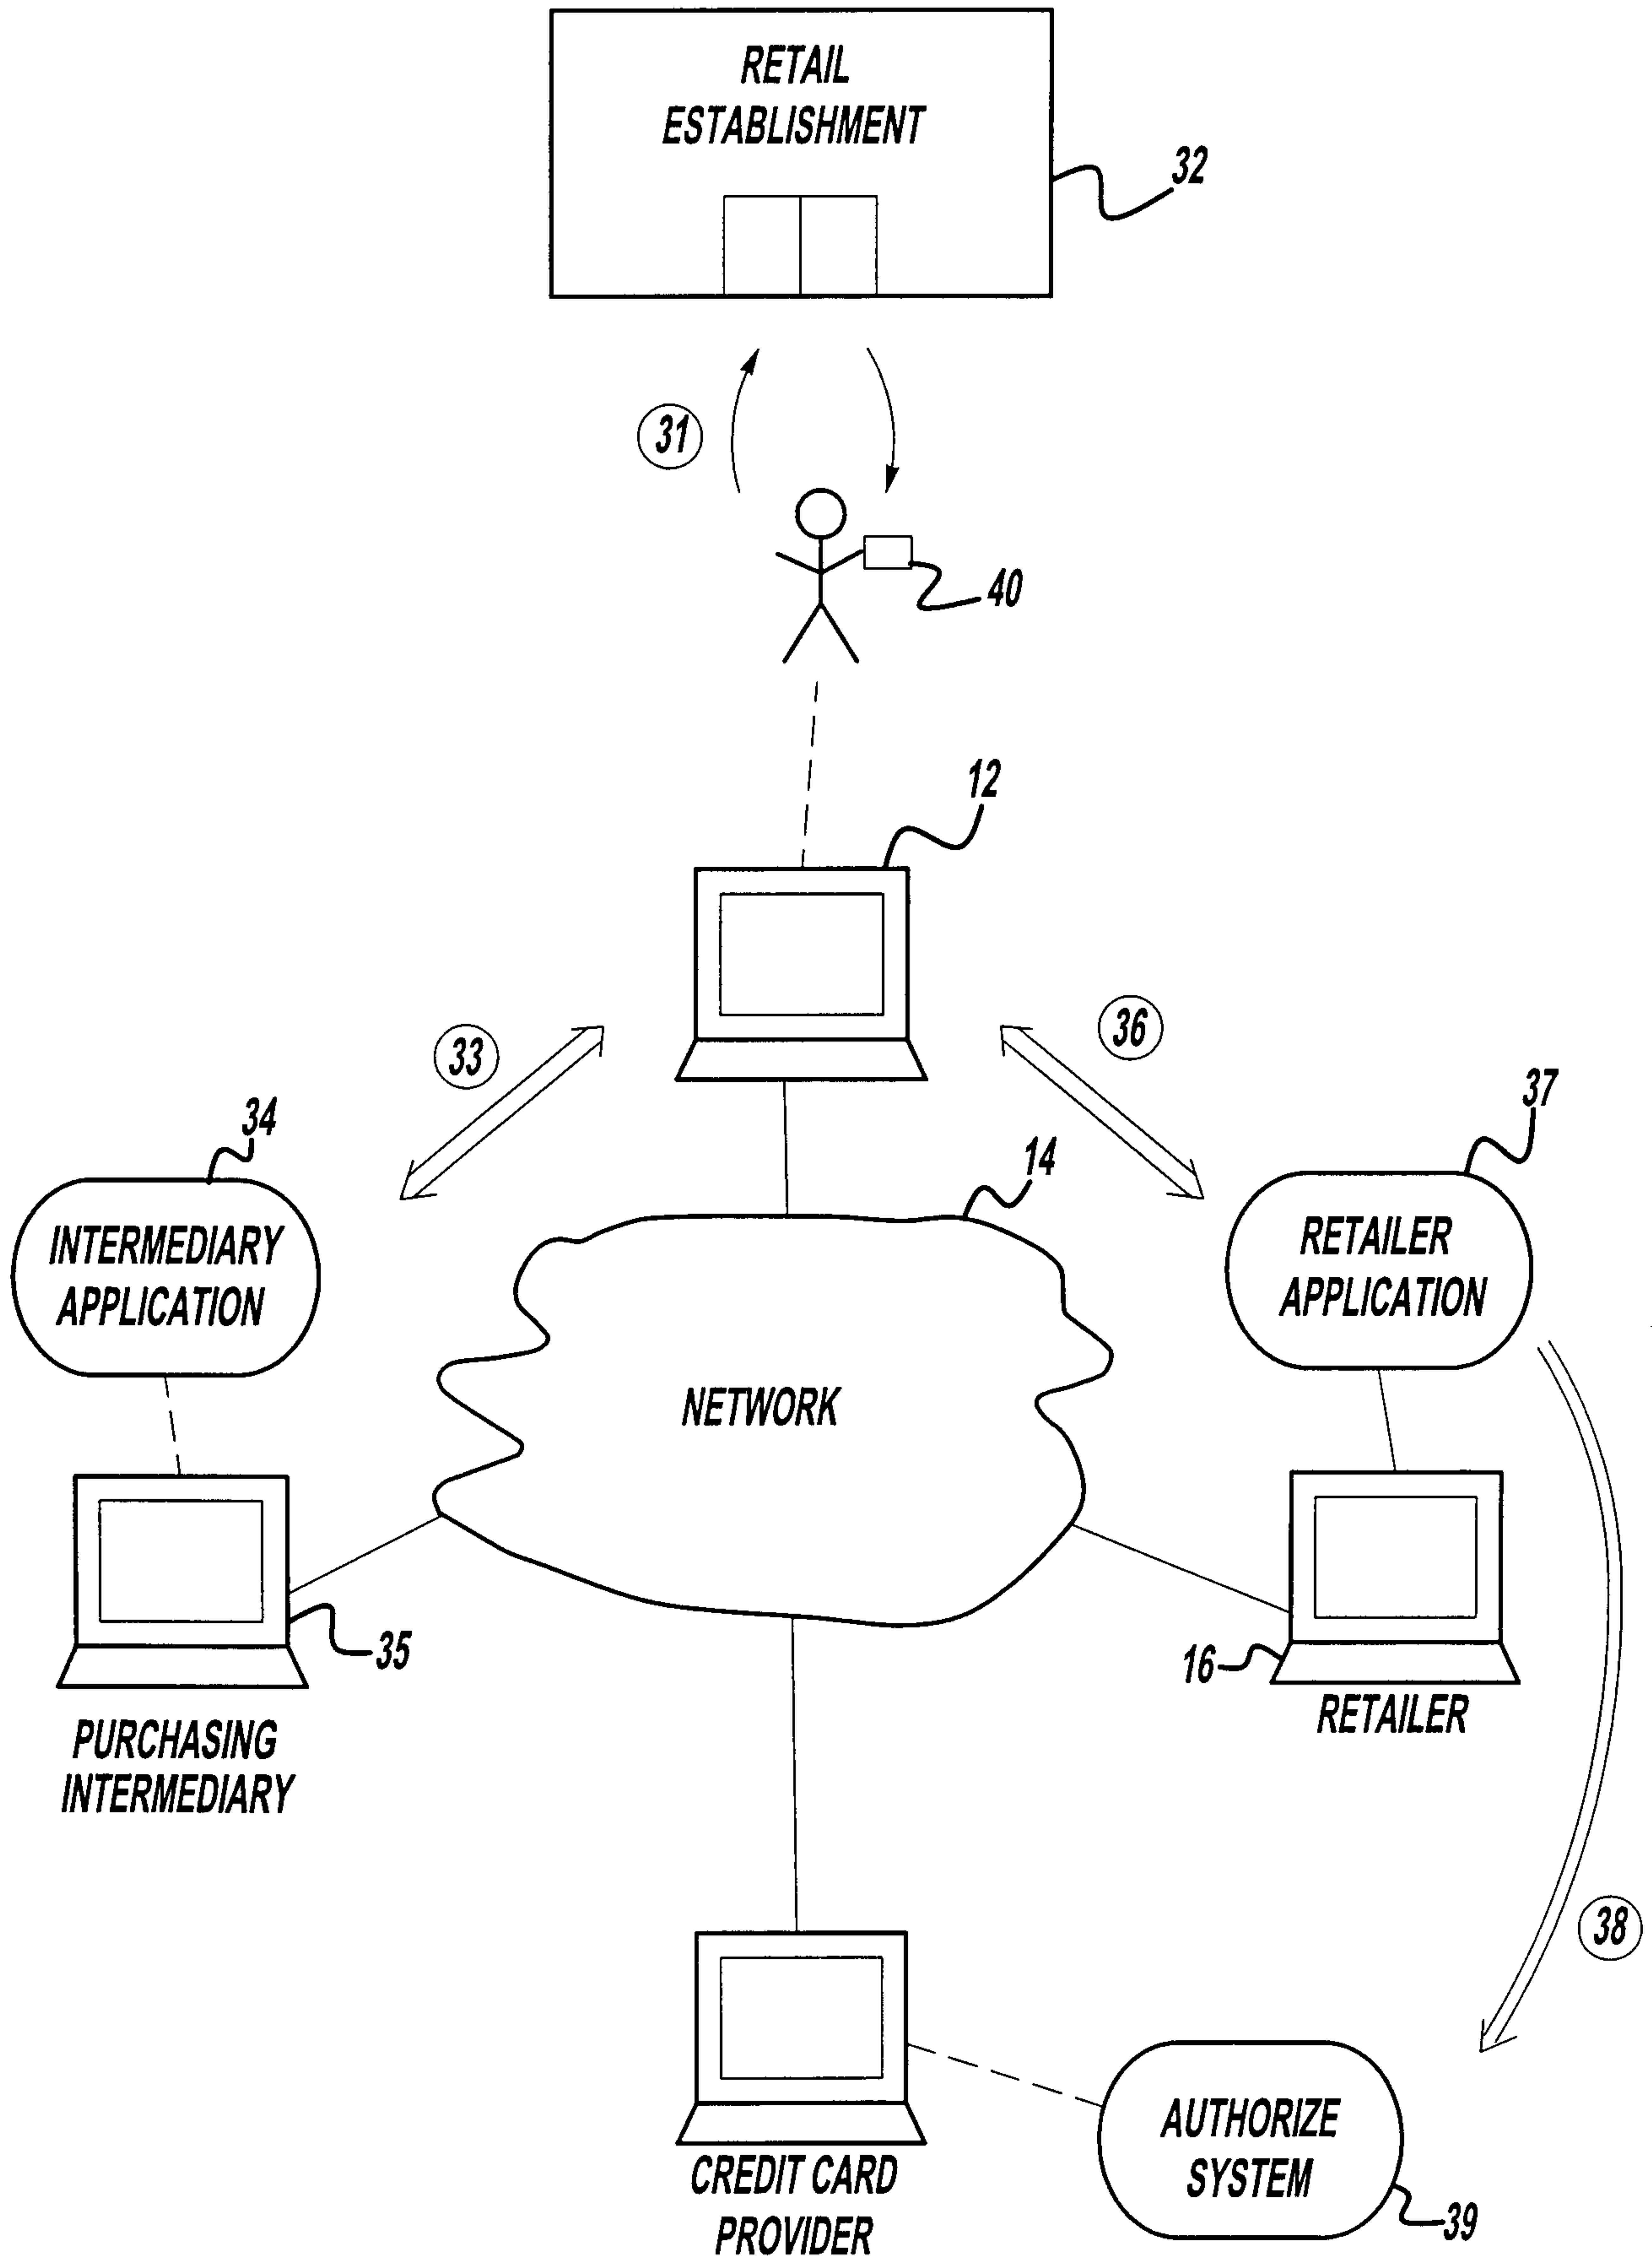 RETAIL
ESTABLISHMENT
32
31
40
12
33
36
37
34
14
INTERMEDIARY
APPLICATION
RETAILER
APPLICATION
NETWORK
35
16
RETAILER
PURCHASING
INTERMEDIARY
38
AUTHORIZE
SYSTEM
CREDIT CARD
PROVIDER
39